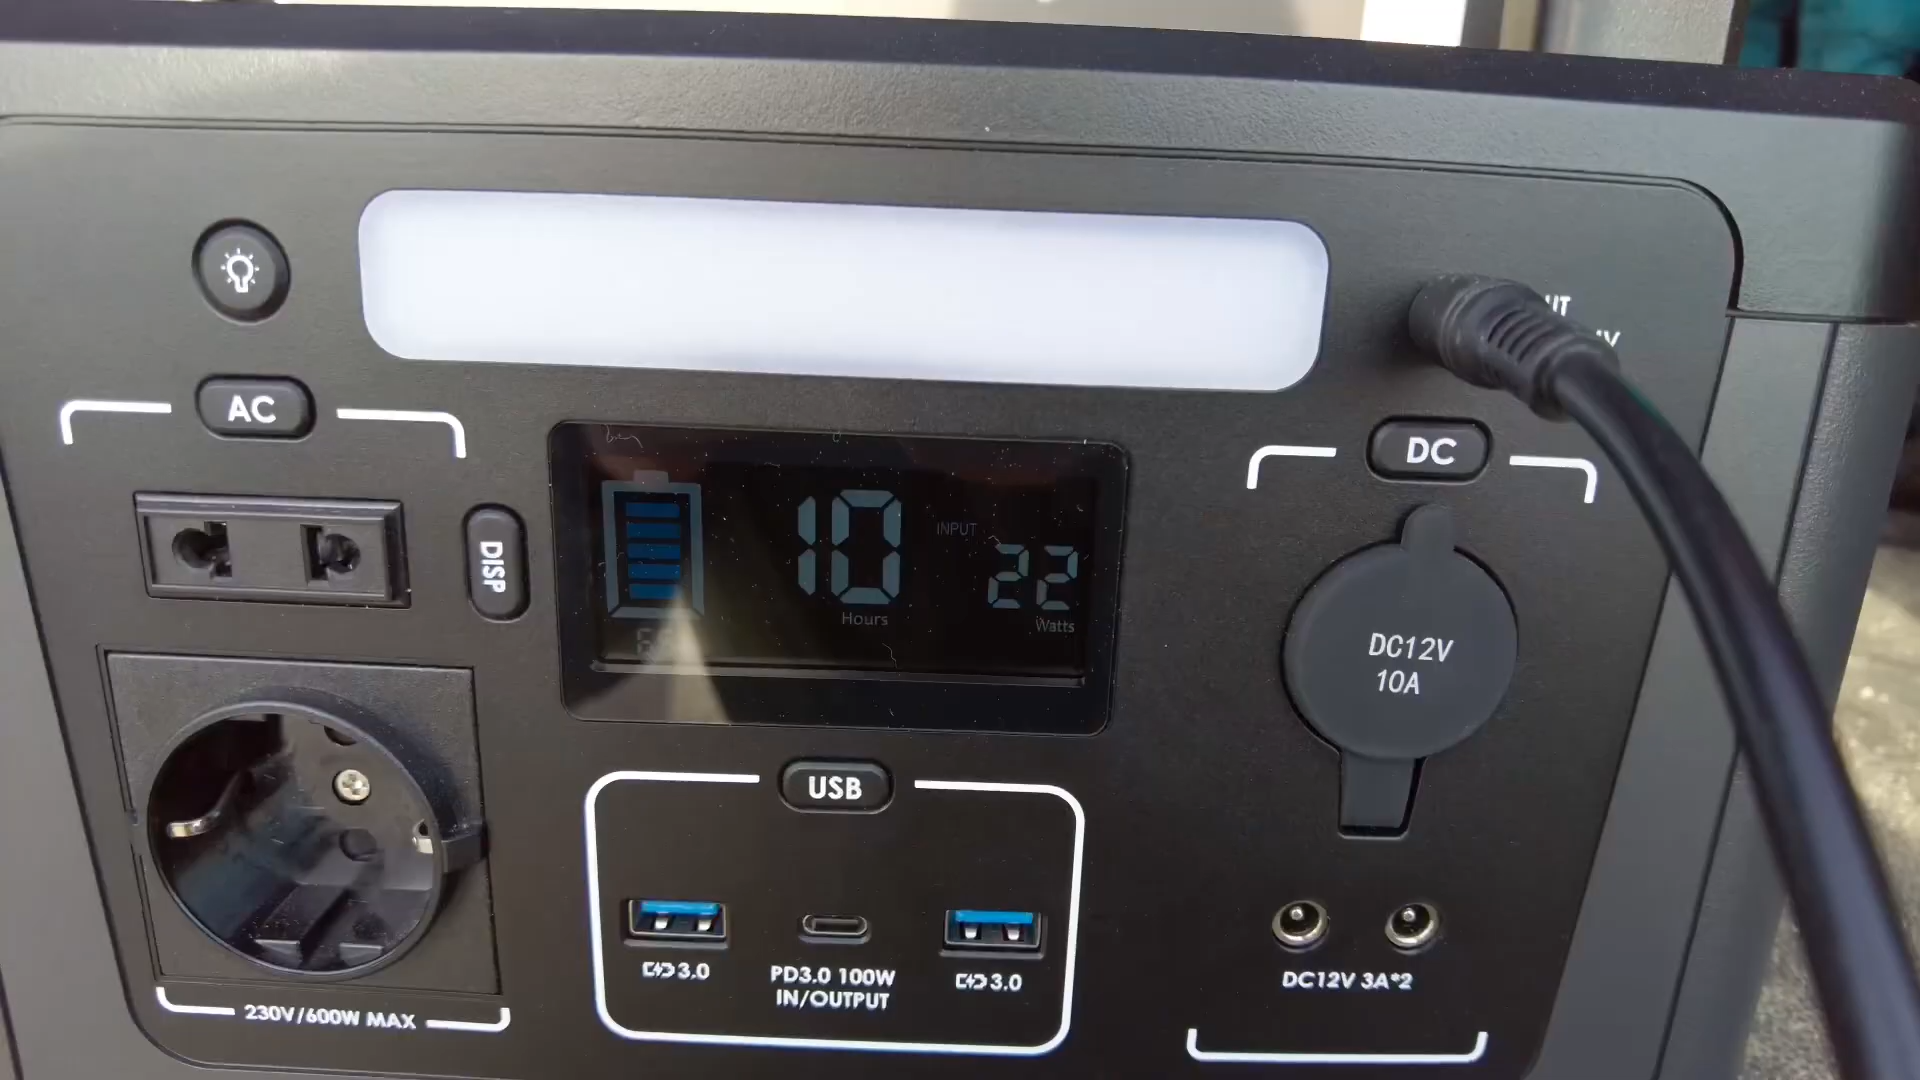 AC
DISP
10
Hours
INPUT
22
Watts
DC
DC12V
10A
USB
3.0
PD3.0 100W
IN/OUTPUT
3.0
DC12V 3A*2
230V/600W MAX